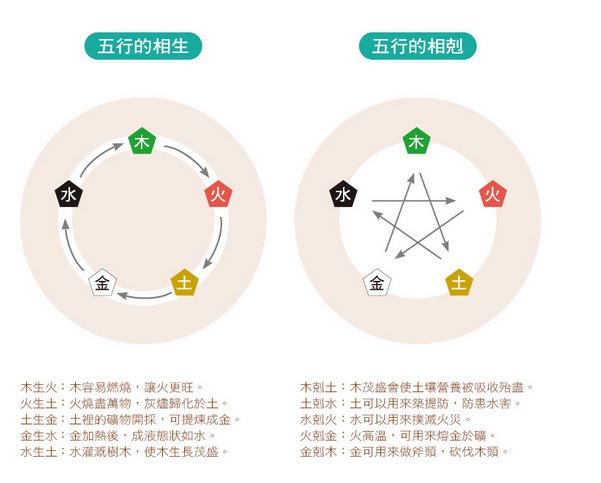 五行的相生
木
火
土
金
水
木生火：木容易燃燒，讓火更旺。
火生土：火燒盡萬物，灰燼歸化於土。
土生金：土裡的礦物開採，可提煉成金。
金生水：金加熱後，成液態狀如水。
水生土：水灌溉樹木，使木生長茂盛。
五行的相剋
木
火
土
金
水
木剋土：木茂盛會使土壤營養被吸收殆盡。
土剋水：土可以用來築提防，防患水害。
水剋火：水可以用來撲滅火災。
火剋金：火高溫，可用來熔金於礦。
金剋木：金可用來做斧頭，砍伐木頭。